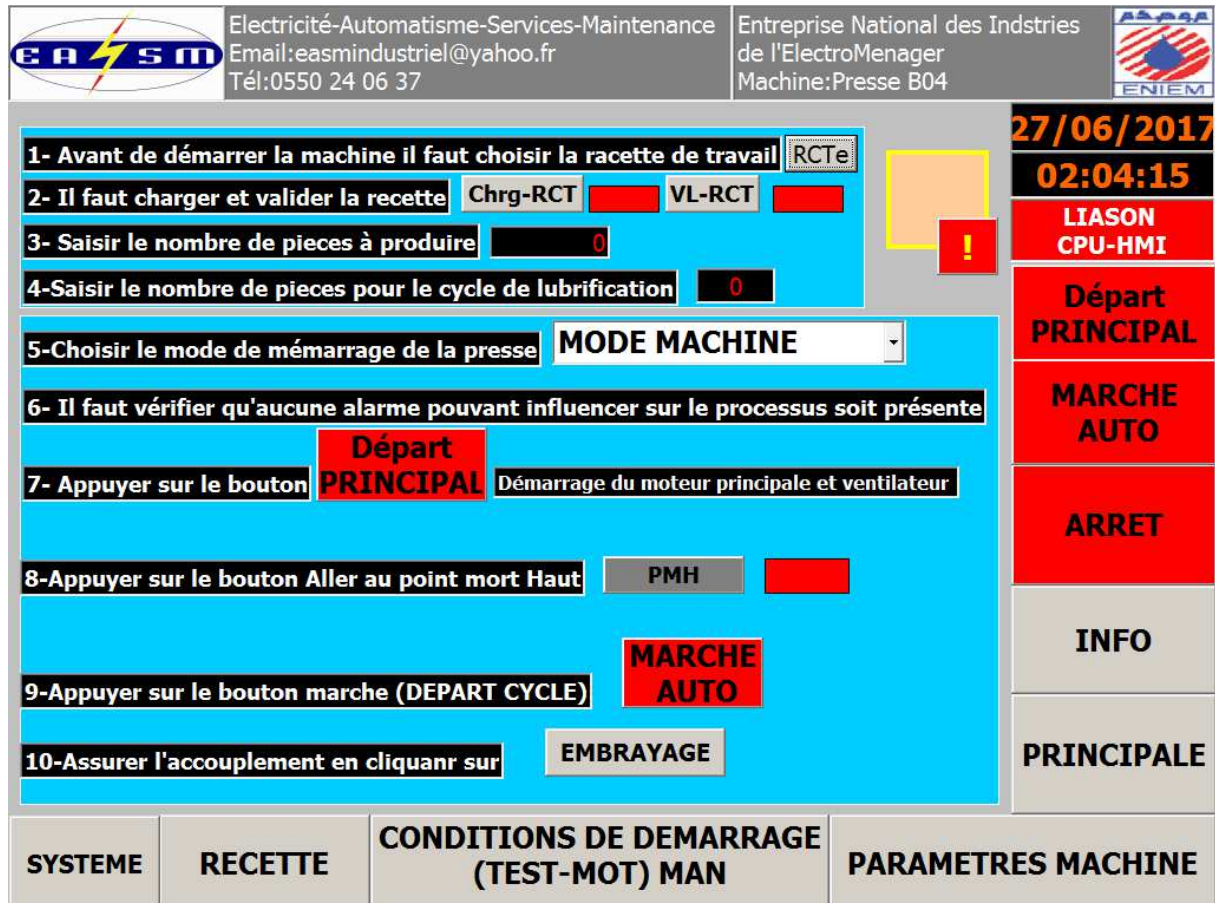 EASM
Electricité-Automatisme-Services-Maintenance
Email:easmindustriel@yahoo.fr
Tél:0550 24 06 37
Entreprise National des Indstries
de l'ElectroMenager
Machine:Presse B04
ENIEM
27/06/2017
02:04:15
LIASON
CPU-HMI
1- Avant de démarrer la machine il faut choisir la racette de travail RCTe
2- Il faut charger et valider la recette Chrg-RCT VL-RCT
3- Saisir le nombre de pieces à produire 0
!
4-Saisir le nombre de pieces pour le cycle de lubrification 0
5-Choisir le mode de mémarrage de la presse MODE MACHINE
6- Il faut vérifier qu'aucune alarme pouvant influencer sur le processus soit présente
7- Appuyer sur le bouton Départ PRINCIPAL Démarrage du moteur principale et ventilateur
8-Appuyer sur le bouton Aller au point mort Haut PMH
9-Appuyer sur le bouton marche (DEPART CYCLE) MARCHE AUTO
10-Assurer l'accouplement en cliquanr sur EMBRAYAGE
Départ
PRINCIPAL
MARCHE
AUTO
ARRET
INFO
PRINCIPALE
SYSTEME
RECETTE
CONDITIONS DE DEMARRAGE
(TEST-MOT) MAN
PARAMETRES MACHINE